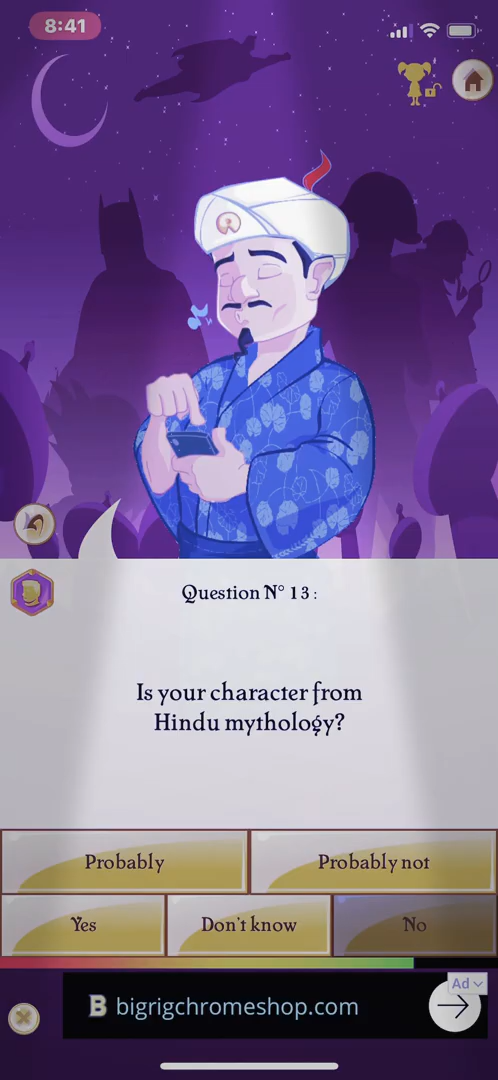 8:41
Question N° 13 :
Is your character from
Hindu mythology?
Probably
Probably not
Yes
Don't know
No
Ad
B bigrigchromeshop.com